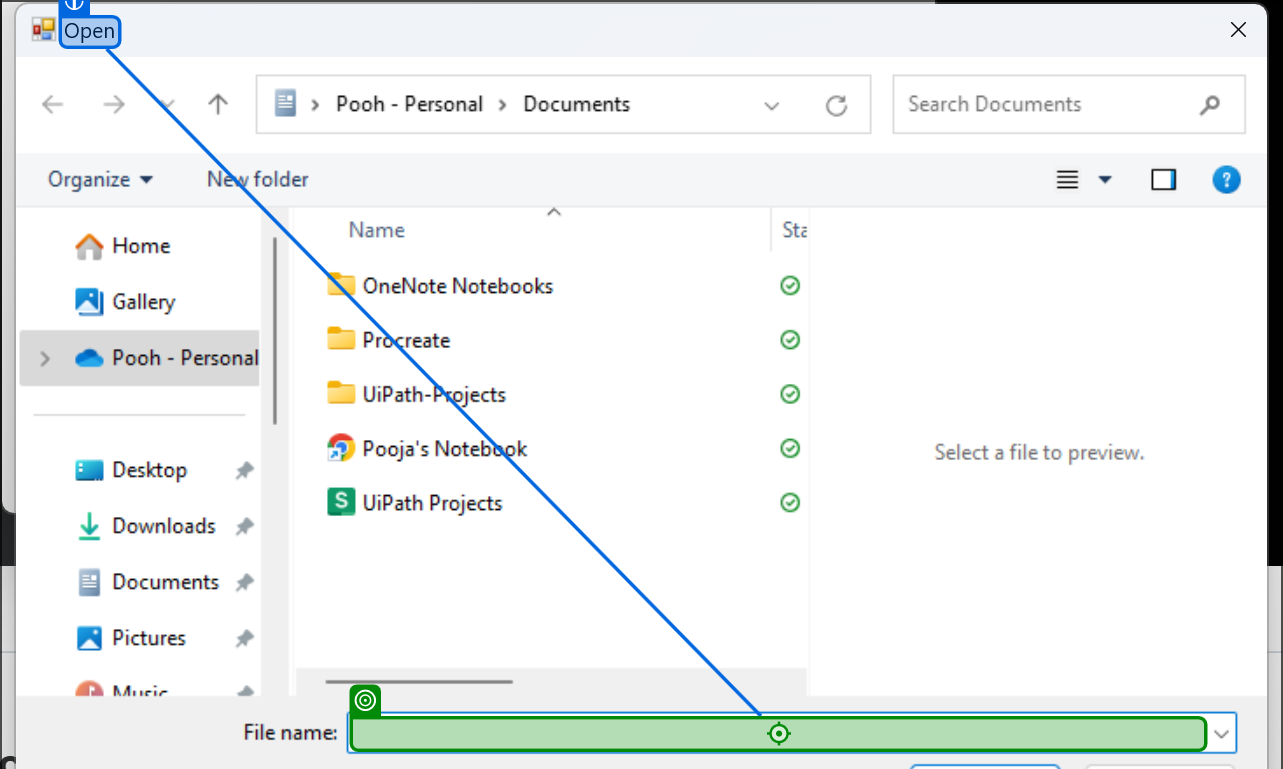 Open
Pooh - Personal > Documents
Search Documents
Organize
New folder
?
Name
Sta
Home
Gallery
Pooh - Personal
Desktop
Downloads
Documents
Pictures
Music
OneNote Notebooks
Procreate
UiPath-Projects
Pooja's Notebook
S UiPath Projects
Select a file to preview.
File name: